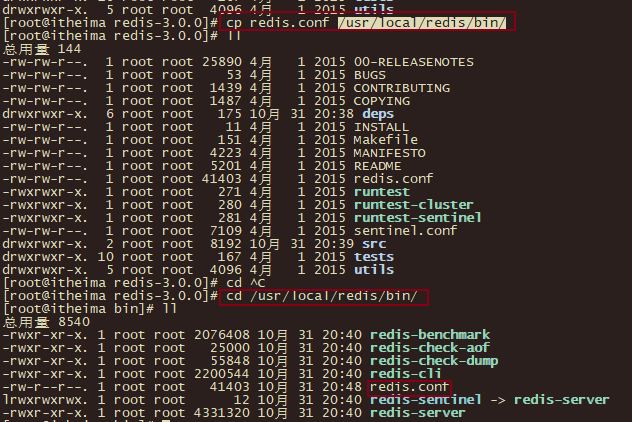 drwxrwxr-x. 5 root root 4096 4月 1 2015 utils
[root@itheima redis-3.0.0]# cp redis.conf /usr/local/redis/bin/
[root@itheima redis-3.0.0]# ll
总用量 144
-rw-rw-r--. 1 root root 25890 4月 1 2015 00-RELEASENOTES
-rw-rw-r--. 1 root root 53 4月 1 2015 BUGS
-rw-rw-r--. 1 root root 1439 4月 1 2015 CONTRIBUTING
-rw-rw-r--. 1 root root 1487 4月 1 2015 COPYING
drwxrwxr-x. 6 root root 175 10月 31 20:38 deps
-rw-rw-r--. 1 root root 11 4月 1 2015 INSTALL
-rw-rw-r--. 1 root root 151 4月 1 2015 Makefile
-rw-rw-r--. 1 root root 4223 4月 1 2015 MANIFESTO
-rw-rw-r--. 1 root root 5201 4月 1 2015 README
-rw-rw-r--. 1 root root 41403 4月 1 2015 redis.conf
-rwxrwxr-x. 1 root root 271 4月 1 2015 runtest
-rwxrwxr-x. 1 root root 280 4月 1 2015 runtest-cluster
-rwxrwxr-x. 1 root root 281 4月 1 2015 runtest-sentinel
-rw-rw-r--. 1 root root 7109 4月 1 2015 sentinel.conf
drwxrwxr-x. 2 root root 8192 10月 31 20:39 src
drwxrwxr-x. 10 root root 167 4月 1 2015 tests
drwxrwxr-x. 5 root root 4096 4月 1 2015 utils
[root@itheima redis-3.0.0]# cd ^C
[root@itheima redis-3.0.0]# cd /usr/local/redis/bin/
[root@itheima bin]# ll
总用量 8540
-rwxr-xr-x. 1 root root 2076408 10月 31 20:40 redis-benchmark
-rwxr-xr-x. 1 root root 25000 10月 31 20:40 redis-check-aof
-rwxr-xr-x. 1 root root 55848 10月 31 20:40 redis-check-dump
-rwxr-xr-x. 1 root root 2200544 10月 31 20:40 redis-cli
-rw-r--r--. 1 root root 41403 10月 31 20:48 redis.conf
lrwxrwxrwx. 1 root root 12 10月 31 20:40 redis-sentinel -> redis-server
-rwxr-xr-x. 1 root root 4331320 10月 31 20:40 redis-server